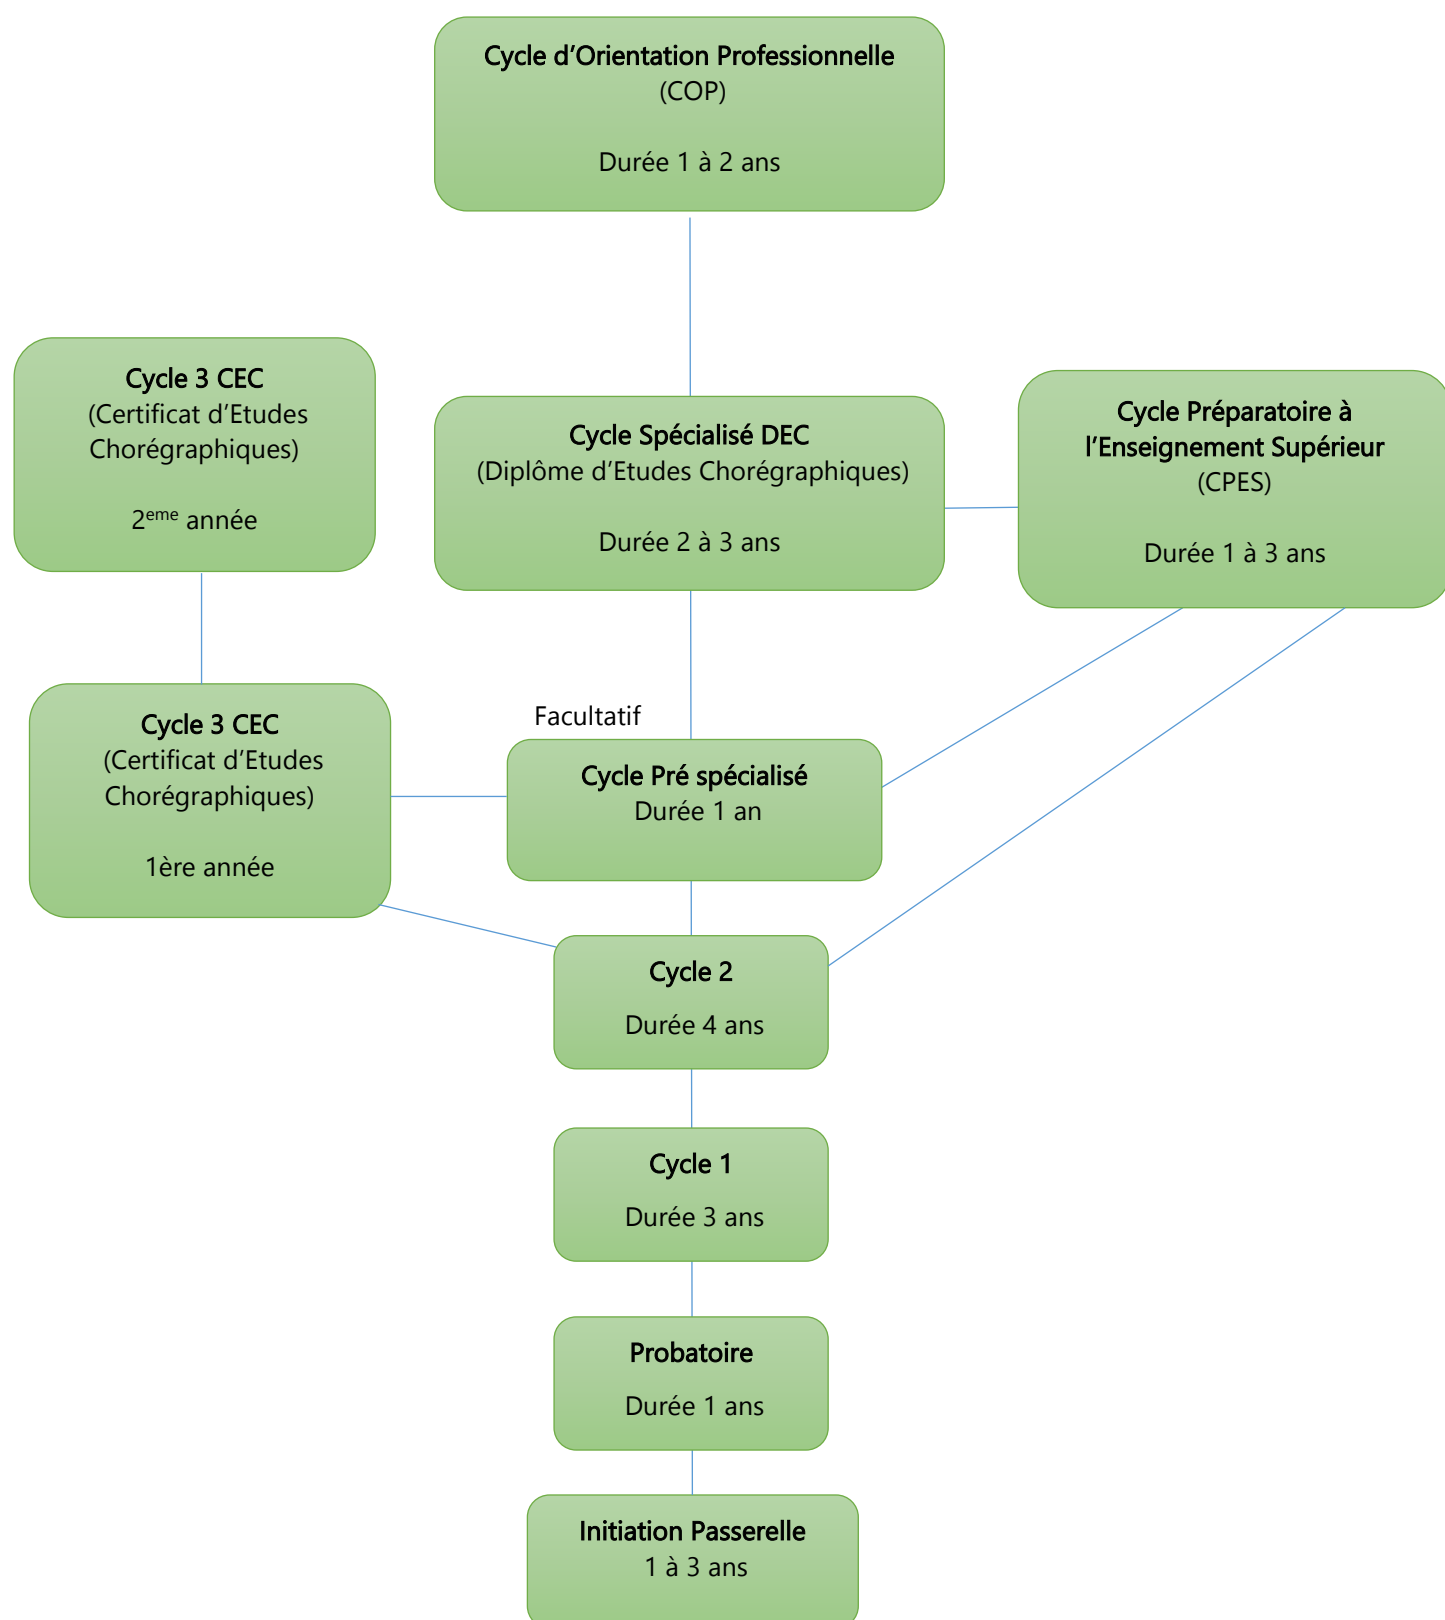 Cycle d’Orientation Professionnelle
(COP)
Durée 1 à 2 ans
Cycle 3 CEC
(Certificat d’Etudes
Chorégraphiques)
2eme année
Cycle Spécialisé DEC
(Diplôme d’Etudes Chorégraphiques)
Durée 2 à 3 ans
Cycle Préparatoire à
l’Enseignement Supérieur
(CPES)
Durée 1 à 3 ans
Cycle 3 CEC
(Certificat d’Etudes
Chorégraphiques)
1ère année
Facultatif
Cycle Pré spécialisé
Durée 1 an
Cycle 2
Durée 4 ans
Cycle 1
Durée 3 ans
Probatoire
Durée 1 ans
Initiation Passerelle
1 à 3 ans